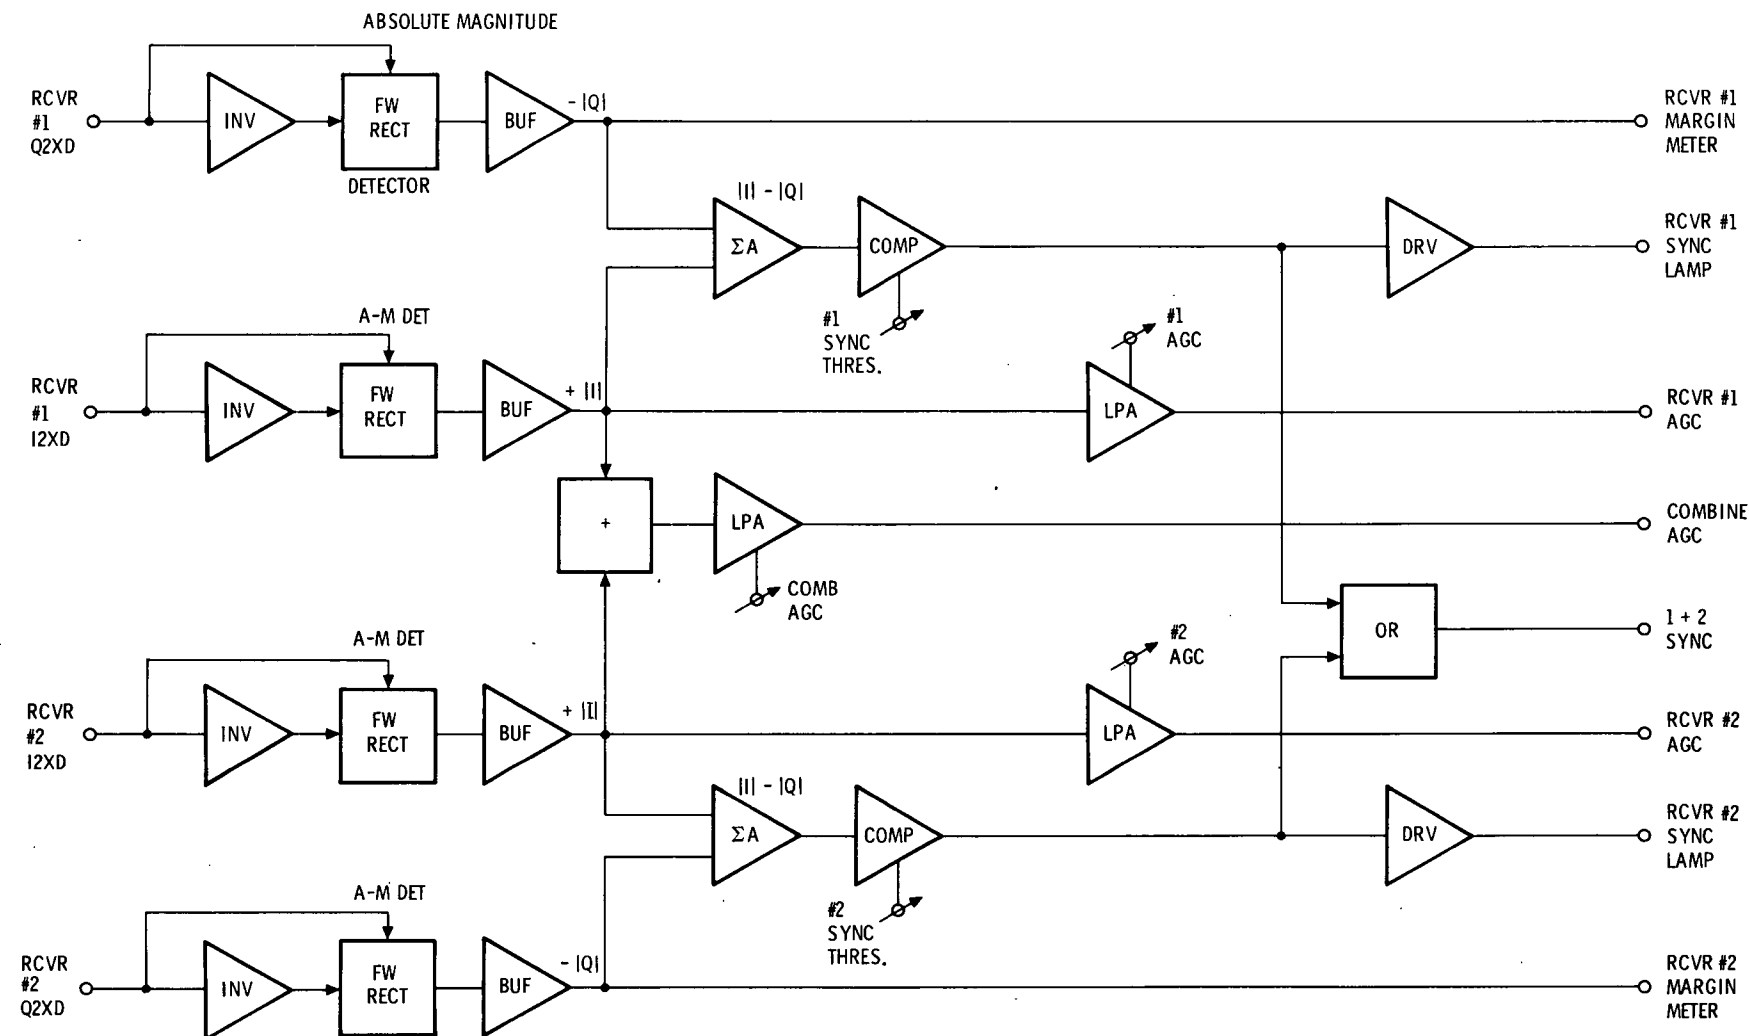 ABSOLUTE MAGNITUDE
RCVR
#1
Q2XD
INV
FW
RECT
DETECTOR
BUF
- |Q|
RCVR #1
MARGIN
METER
|I| - |Q|
ΣA
COMP
#1
SYNC
THRES.
DRV
RCVR #1
SYNC
LAMP
A-M DET
RCVR
#1
I2XD
INV
FW
RECT
BUF
+ |I|
#1
AGC
LPA
RCVR #1
AGC
+
LPA
COMB
AGC
COMBINE
AGC
OR
1 + 2
SYNC
A-M DET
RCVR
#2
I2XD
INV
FW
RECT
BUF
+ |I|
#2
AGC
LPA
RCVR #2
AGC
|I| - |Q|
ΣA
COMP
#2
SYNC
THRES.
DRV
RCVR #2
SYNC
LAMP
A-M DET
RCVR
#2
Q2XD
INV
FW
RECT
BUF
- |Q|
RCVR #2
MARGIN
METER